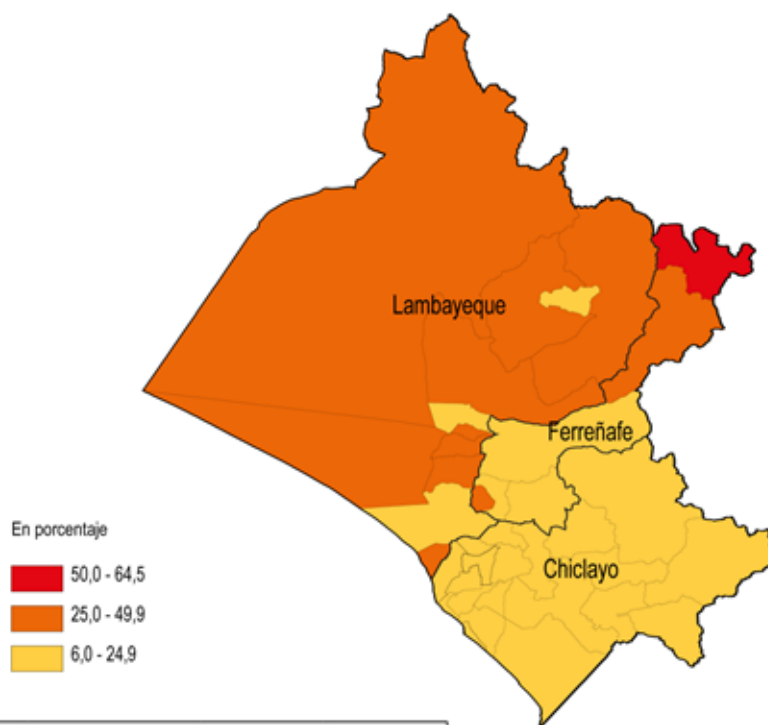 Lambayeque
Ferreñafe
Chiclayo
En porcentaje
50,0 - 64,5
25,0 - 49,9
6,0 - 24,9